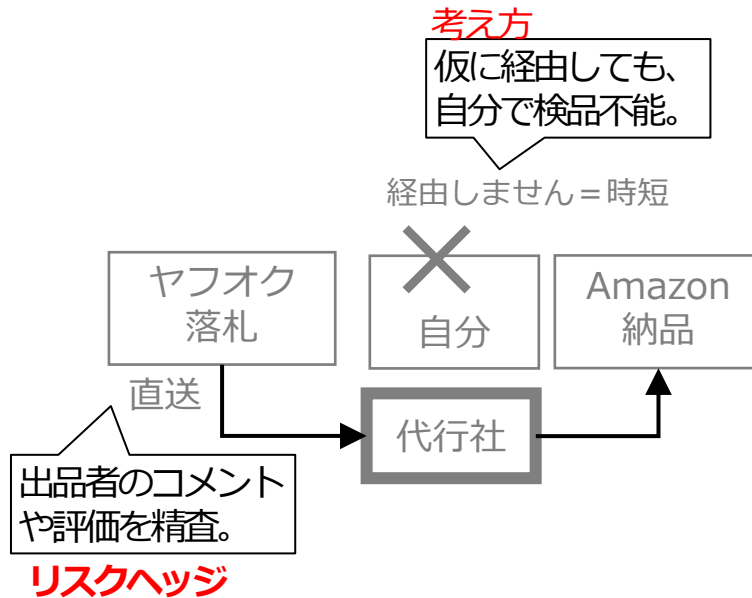 考え方
仮に経由しても、
自分で検品不能。
経由しません＝時短
ヤフオク
落札
自分
Amazon
納品
直送
代行社
出品者のコメント
や評価を精査。
リスクヘッジ